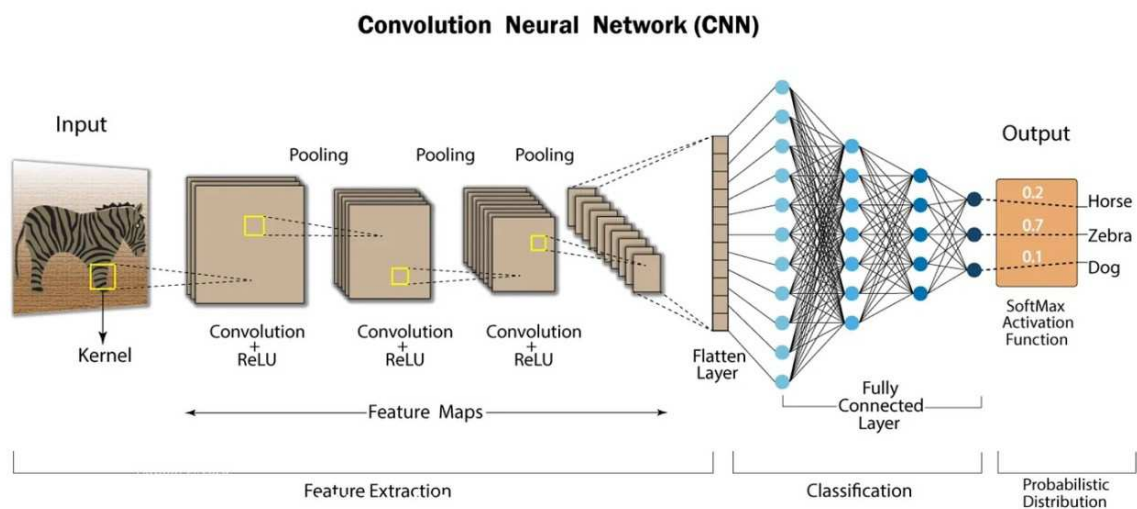 Convolution Neural Network (CNN)
Input
Kernel
Pooling
Pooling
Pooling
Convolution
+
ReLU
Convolution
+
ReLU
Convolution
+
ReLU
Feature Maps
Flatten
Layer
Fully
Connected
Layer
Output
0.2
0.7
0.1
Horse
Zebra
Dog
SoftMax
Activation
Function
Feature Extraction
Classification
Probabilistic
Distribution